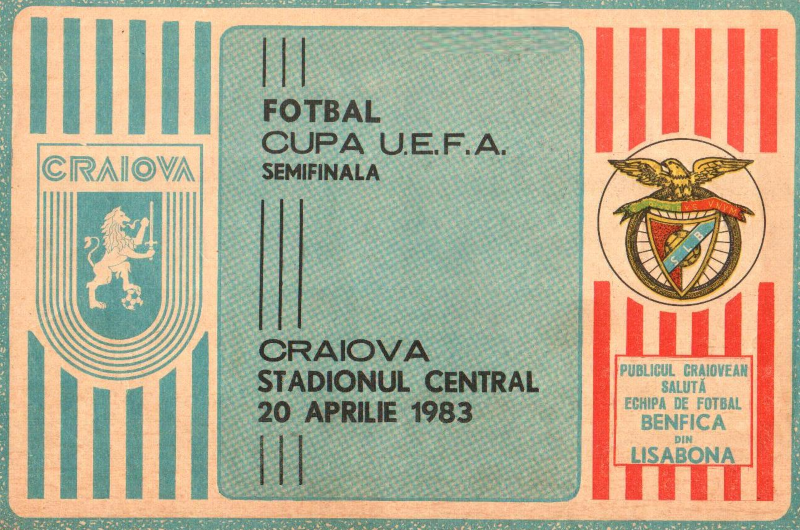 CRAIOVA
FOTBAL
CUPA U.E.F.A.
SEMIFINALA
CRAIOVA
STADIONUL CENTRAL
20 APRILIE 1983
S L B
PUBLICUL CRAIOVEAN
SALUTĂ
ECHIPA DE FOTBAL
BENFICA
DIN
LISABONA